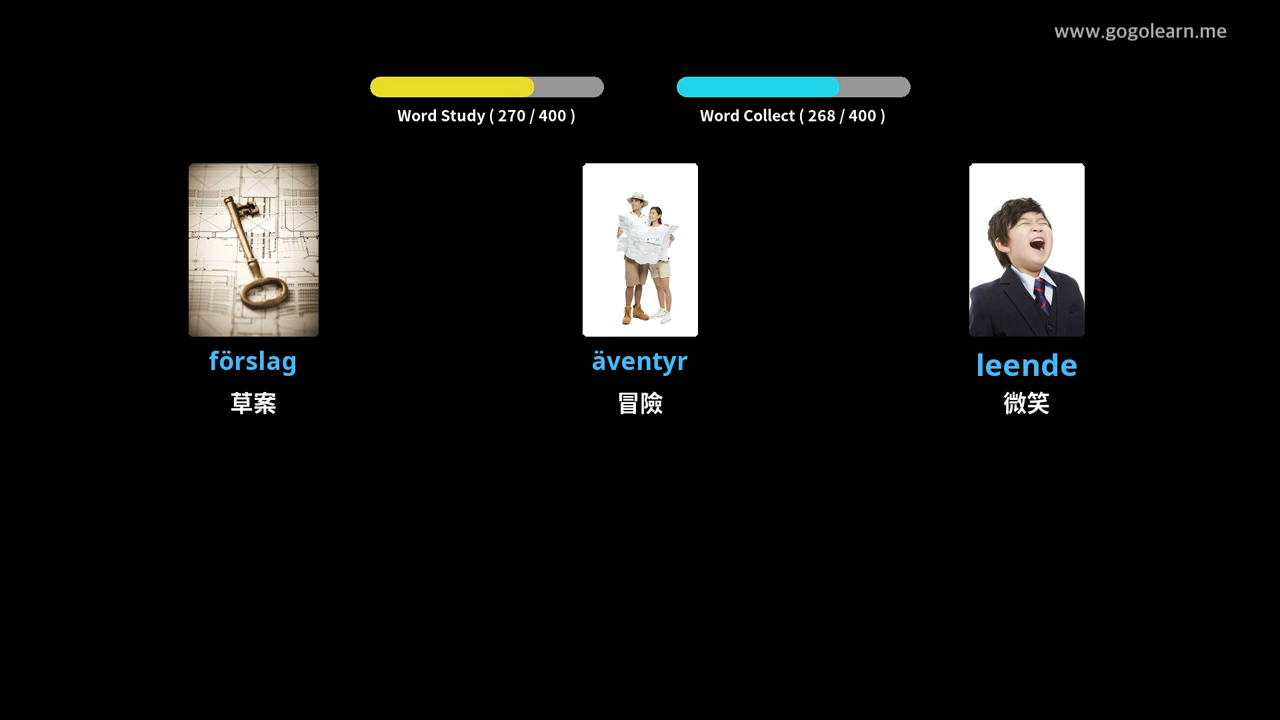 www.gogolearn.me
Word Study ( 270 / 400 )
Word Collect ( 268 / 400 )
förslag
äventyr
leende
草案
冒險
微笑